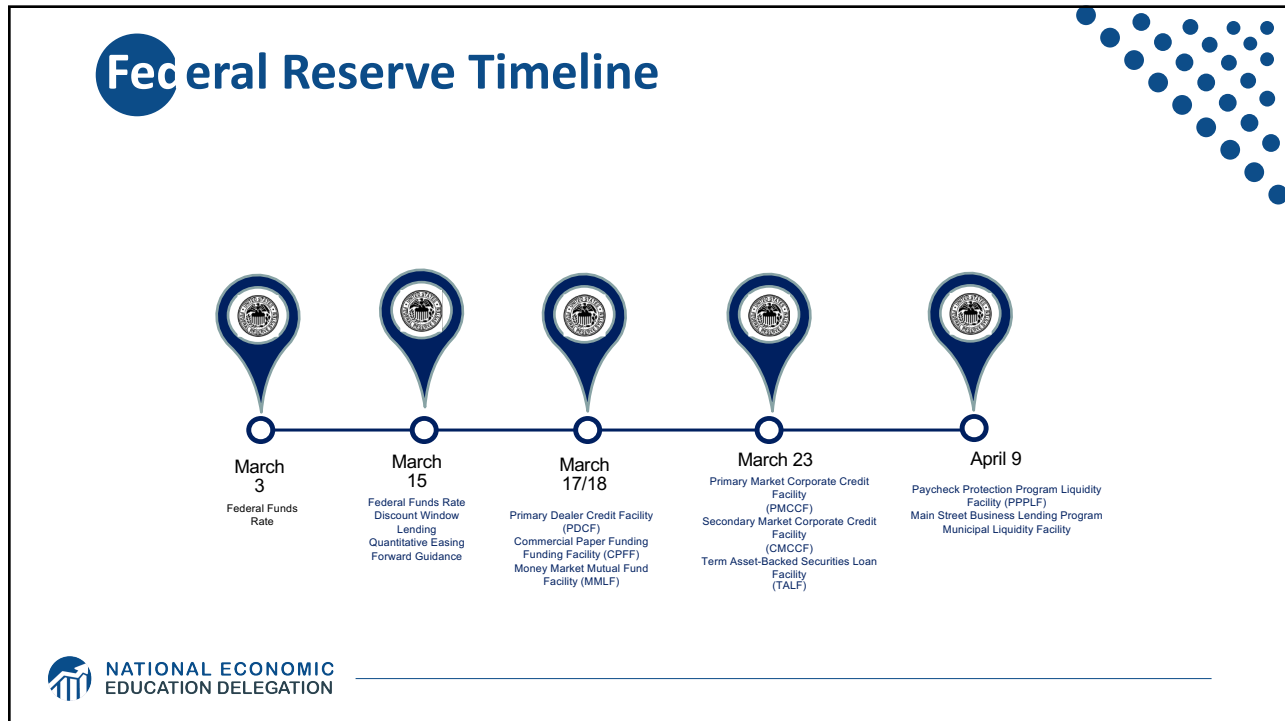 Federal Reserve Timeline
March
3
Federal Funds
Rate
March
15
Federal Funds Rate
Discount Window
Lending
Quantitative Easing
Forward Guidance
March
17/18
Primary Dealer Credit Facility
(PDCF)
Commercial Paper Funding
Funding Facility (CPFF)
Money Market Mutual Fund
Facility (MMLF)
March 23
Primary Market Corporate Credit
Facility
(PMCCF)
Secondary Market Corporate Credit
Facility
(CMCCF)
Term Asset-Backed Securities Loan
Facility
(TALF)
April 9
Paycheck Protection Program Liquidity
Facility (PPPLF)
Main Street Business Lending Program
Municipal Liquidity Facility
NATIONAL ECONOMIC
EDUCATION DELEGATION